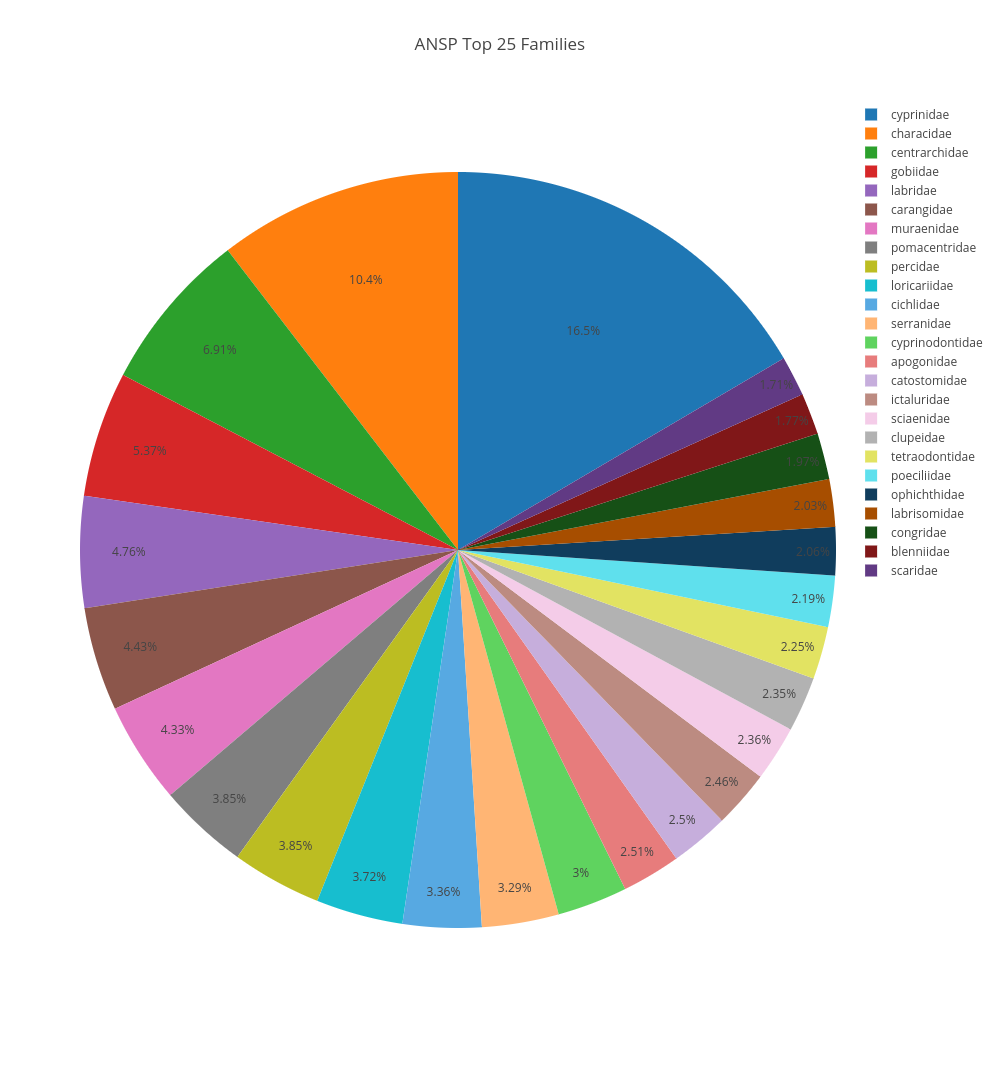 ANSP Top 25 Families
cyprinidae
characidae
centrarchidae
gobiidae
labridae
carangidae
muraenidae
pomacentridae
percidae
loricariidae
cichlidae
serranidae
cyprinodontidae
apogonidae
catostomidae
ictaluridae
sciaenidae
clupeidae
tetraodontidae
poeciliidae
ophichthidae
labrisomidae
congridae
blenniidae
scaridae
16.5%
10.4%
6.91%
5.37%
4.76%
4.43%
4.33%
3.85%
3.85%
3.72%
3.36%
3.29%
3%
2.51%
2.5%
2.46%
2.36%
2.35%
2.25%
2.19%
2.06%
2.03%
1.97%
1.77%